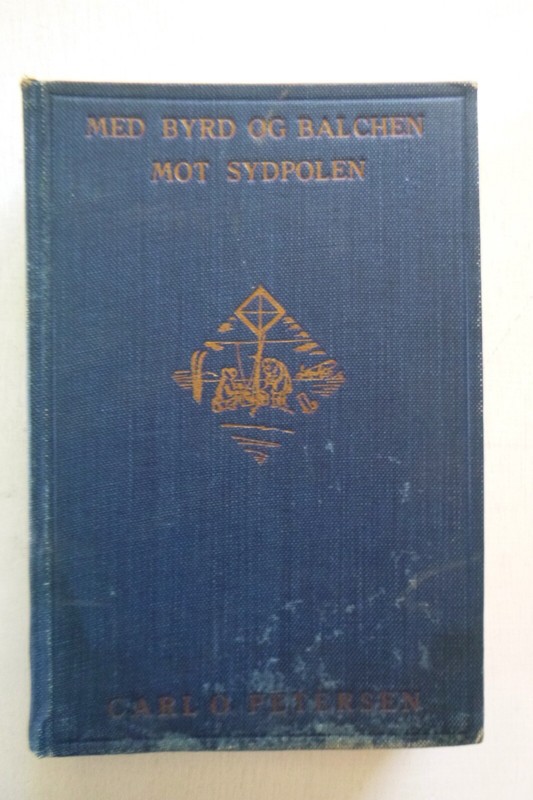 MED BYRD OG BALCHEN
MOT SYDPOLEN
CARL O. PETERSEN